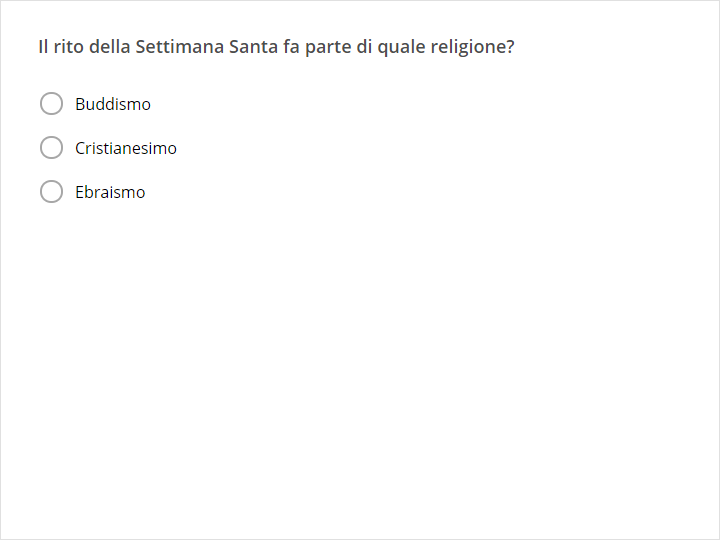 Il rito della Settimana Santa fa parte di quale religione?
Buddismo
Cristianesimo
Ebraismo